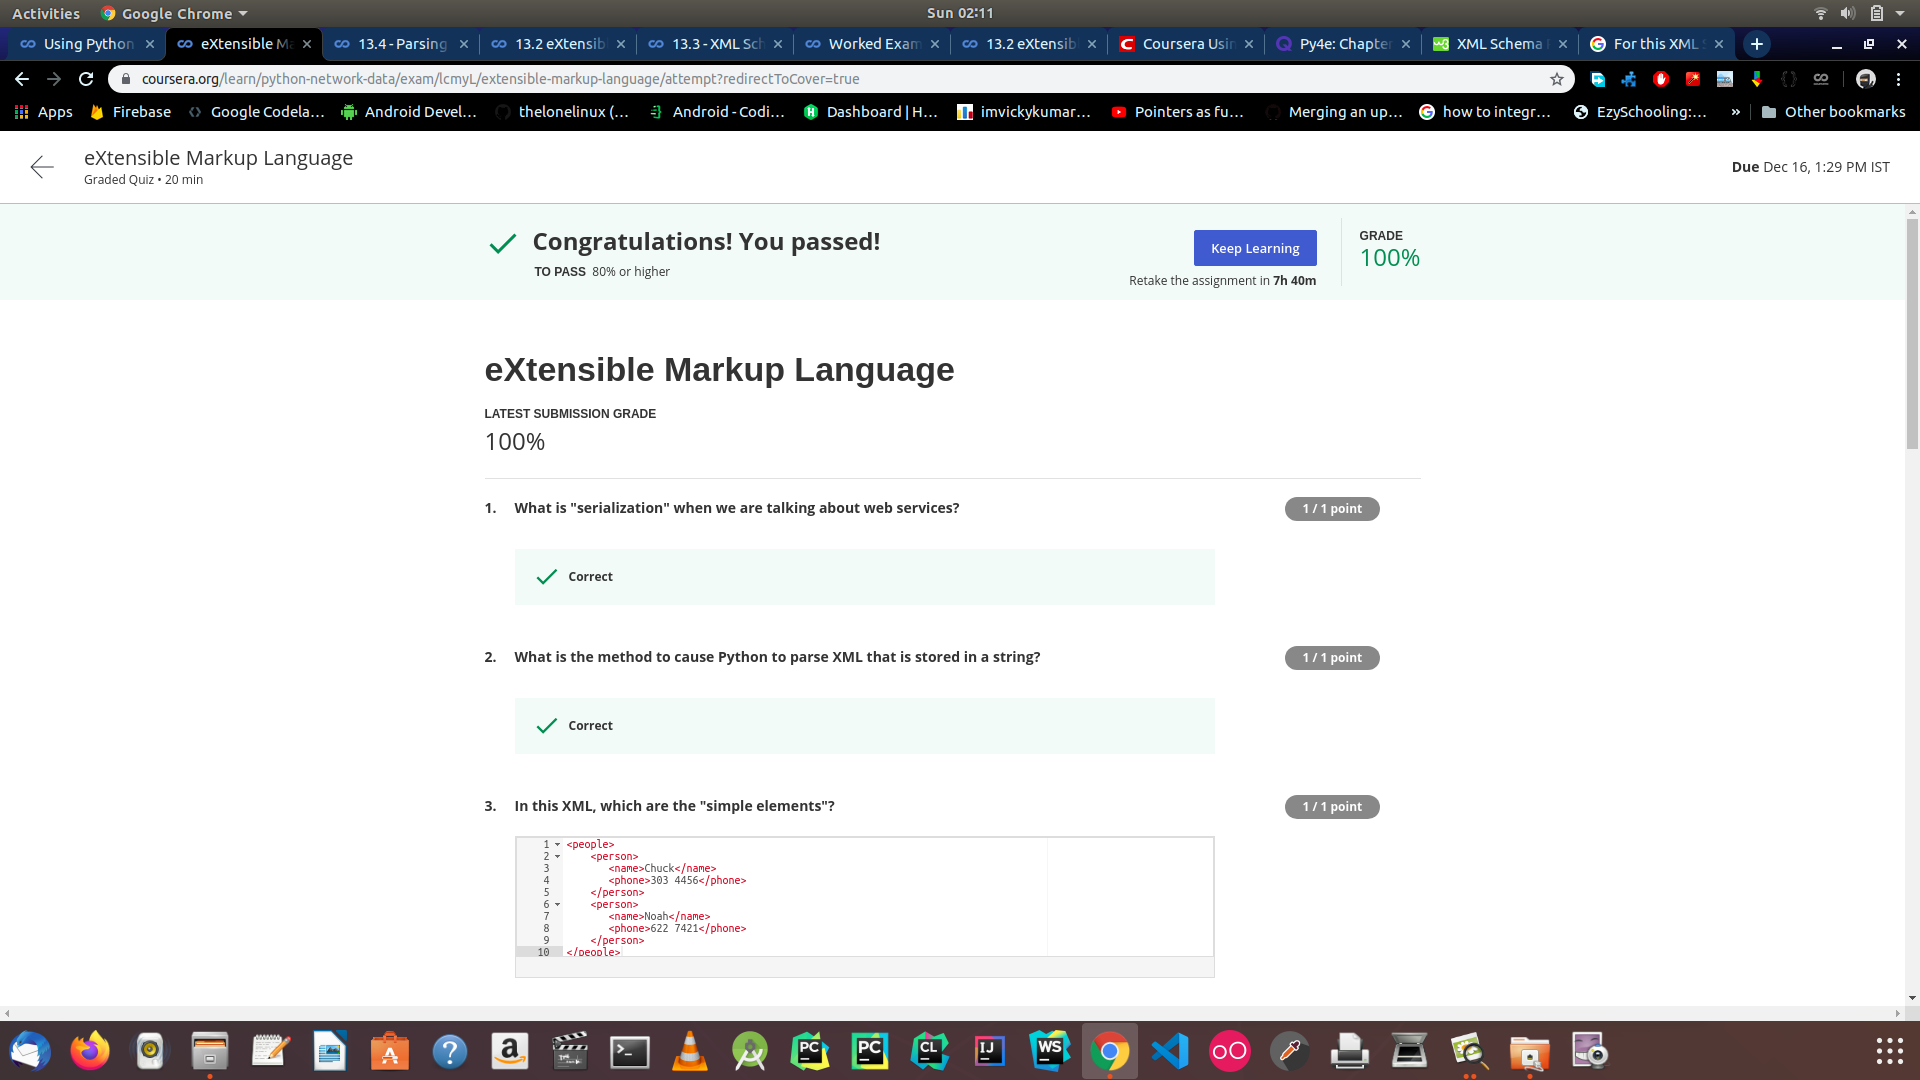 Activities
Google Chrome
Sun 02:11
Using Python
eXtensible Ma
13.4 - Parsing
13.2 eXtensib
13.3 - XML Sch
Worked Exam
13.2 eXtensib
Coursera Usin
Py4e: Chapter
XML Schema
For this XML S
coursera.org/learn/python-network-data/exam/lcmyL/extensible-markup-language/attempt?redirectToCover=true
Apps
Firebase
Google Codela...
Android Devel...
thelonelinux (...
Android - Codi...
Dashboard | H...
imvickykumar...
Pointers as fu...
Merging an up...
how to integr...
EzySchooling:...
»
Other bookmarks
eXtensible Markup Language
Graded Quiz • 20 min
Due Dec 16, 1:29 PM IST
Congratulations! You passed!
TO PASS 80% or higher
Keep Learning
Retake the assignment in 7h 40m
GRADE
100%
eXtensible Markup Language
LATEST SUBMISSION GRADE
100%
1. What is "serialization" when we are talking about web services?
1 / 1 point
Correct
2. What is the method to cause Python to parse XML that is stored in a string?
1 / 1 point
Correct
3. In this XML, which are the "simple elements"?
1 / 1 point
1 <people>
2 <person>
3 <name>Chuck</name>
4 <phone>303 4456</phone>
5 </person>
6 <person>
7 <name>Noah</name>
8 <phone>622 7421</phone>
9 </person>
10 </people>